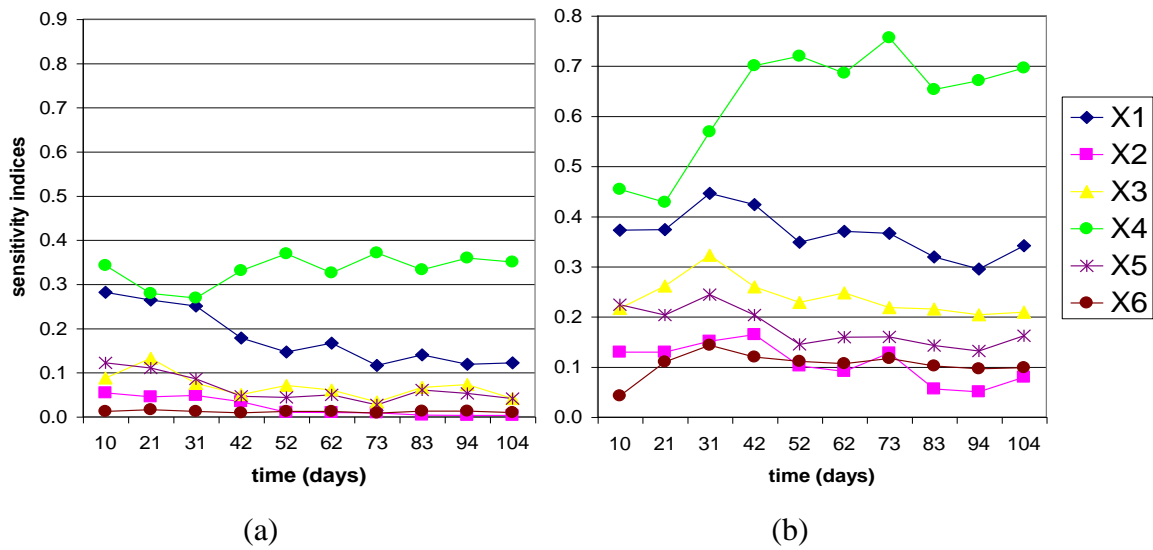 0.9
0.8
0.7
0.6
0.5
0.4
0.3
0.2
0.1
0.0
sensitivity indices
10 21 31 42 52 62 73 83 94 104
time (days)
(a)
0.8
0.7
0.6
0.5
0.4
0.3
0.2
0.1
0.0
10 21 31 42 52 62 73 83 94 104
time (days)
(b)
X1
X2
X3
X4
X5
X6